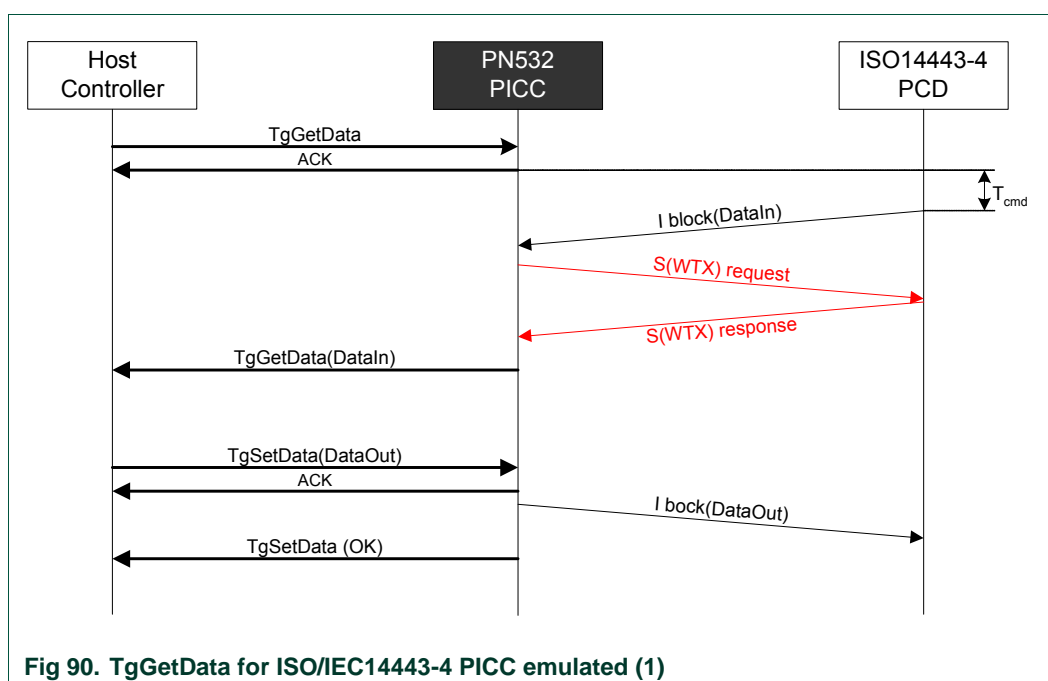 Host
Controller
PN532
PICC
ISO14443-4
PCD
TgGetData
ACK
Tcmd
I block(DataIn)
S(WTX) request
S(WTX) response
TgGetData(DataIn)
TgSetData(DataOut)
ACK
I bock(DataOut)
TgSetData (OK)
Fig 90. TgGetData for ISO/IEC14443-4 PICC emulated (1)